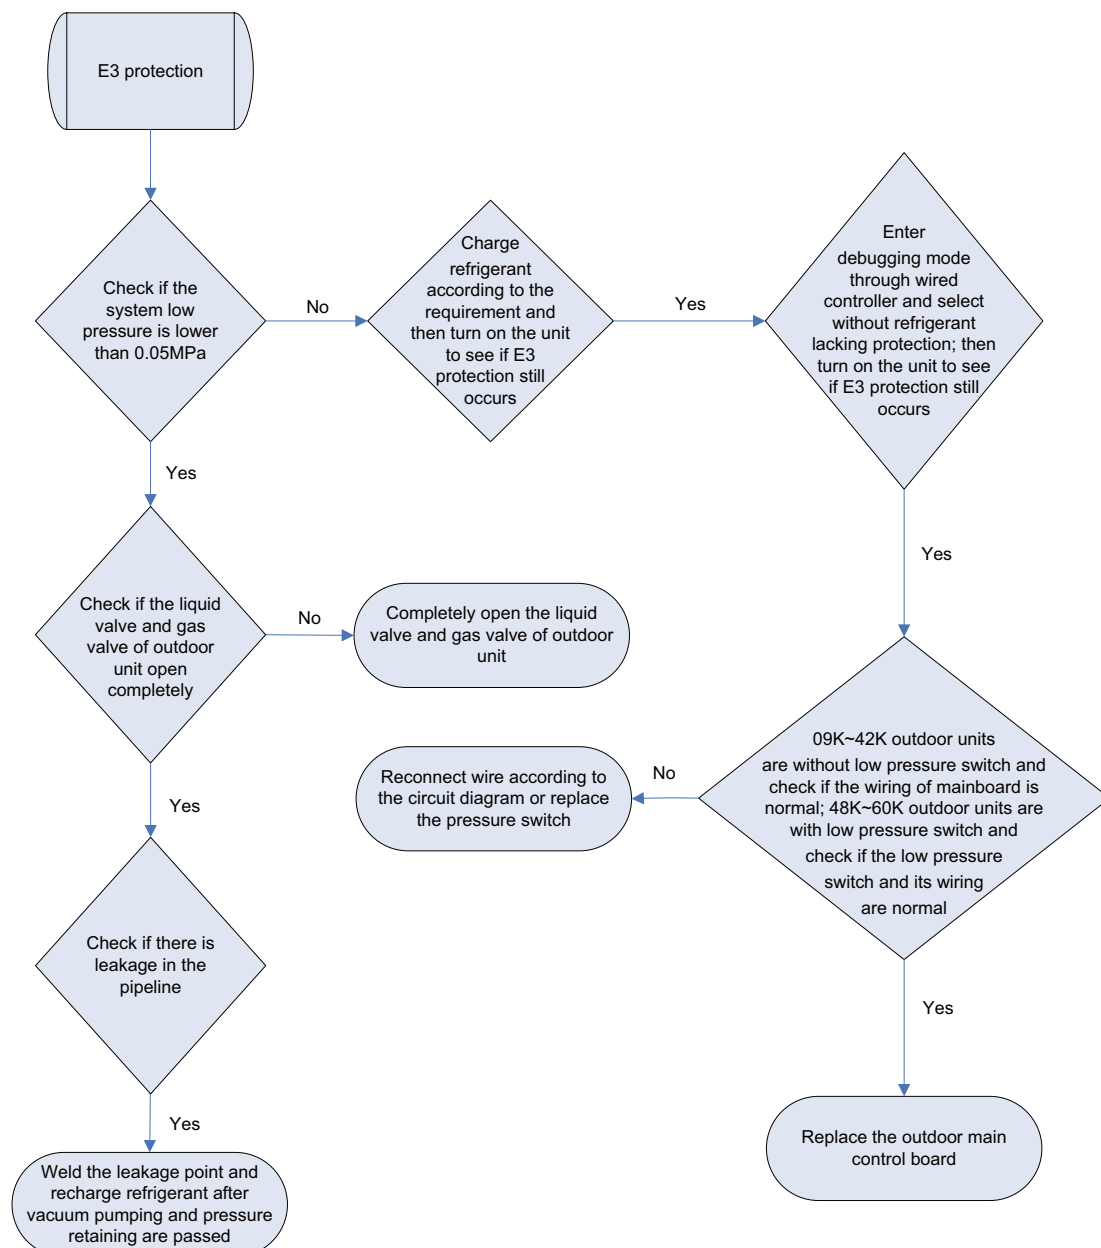 E3 protection
Check if the
system low
pressure is lower
than 0.05MPa
No
Charge
refrigerant
according to the
requirement and
then turn on the unit
to see if E3
protection still
occurs
Yes
Enter
debugging mode
through wired
controller and select
without refrigerant
lacking protection; then
turn on the unit to see
if E3 protection still
occurs
Yes
Yes
Check if the liquid
valve and gas
valve of outdoor
unit open
completely
No
Completely open the liquid
valve and gas valve of outdoor
unit
09K~42K outdoor units
are without low pressure switch and
check if the wiring of mainboard is
normal; 48K~60K outdoor units are
with low pressure switch and
check if the low pressure
switch and its wiring
are normal
No
Reconnect wire according to
the circuit diagram or replace
the pressure switch
Yes
Check if there is
leakage in the
pipeline
Yes
Yes
Weld the leakage point and
recharge refrigerant after
vacuum pumping and pressure
retaining are passed
Replace the outdoor main
control board